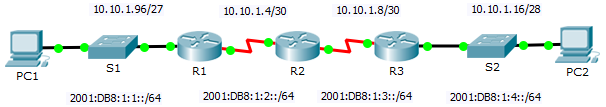 10.10.1.96/27
10.10.1.4/30
10.10.1.8/30
10.10.1.16/28
PC1
S1
R1
R2
R3
S2
PC2
2001:DB8:1:1::/64
2001:DB8:1:2::/64
2001:DB8:1:3::/64
2001:DB8:1:4::/64